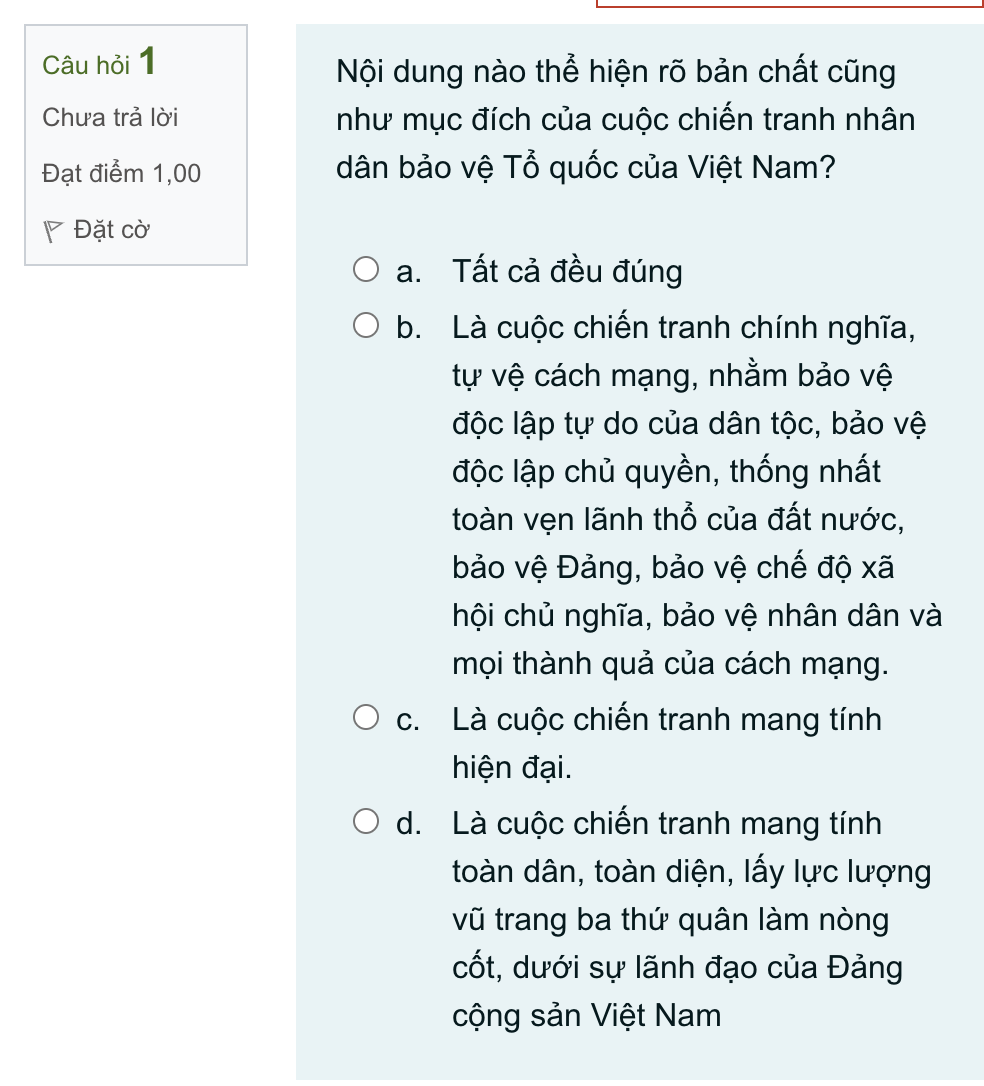 Câu hỏi 1
Chưa trả lời
Đạt điểm 1,00
Đặt cờ
Nội dung nào thể hiện rõ bản chất cũng
như mục đích của cuộc chiến tranh nhân
dân bảo vệ Tổ quốc của Việt Nam?
a. Tất cả đều đúng
b. Là cuộc chiến tranh chính nghĩa,
tự vệ cách mạng, nhằm bảo vệ
độc lập tự do của dân tộc, bảo vệ
độc lập chủ quyền, thống nhất
toàn vẹn lãnh thổ của đất nước,
bảo vệ Đảng, bảo vệ chế độ xã
hội chủ nghĩa, bảo vệ nhân dân và
mọi thành quả của cách mạng.
c. Là cuộc chiến tranh mang tính
hiện đại.
d. Là cuộc chiến tranh mang tính
toàn dân, toàn diện, lấy lực lượng
vũ trang ba thứ quân làm nòng
cốt, dưới sự lãnh đạo của Đảng
cộng sản Việt Nam